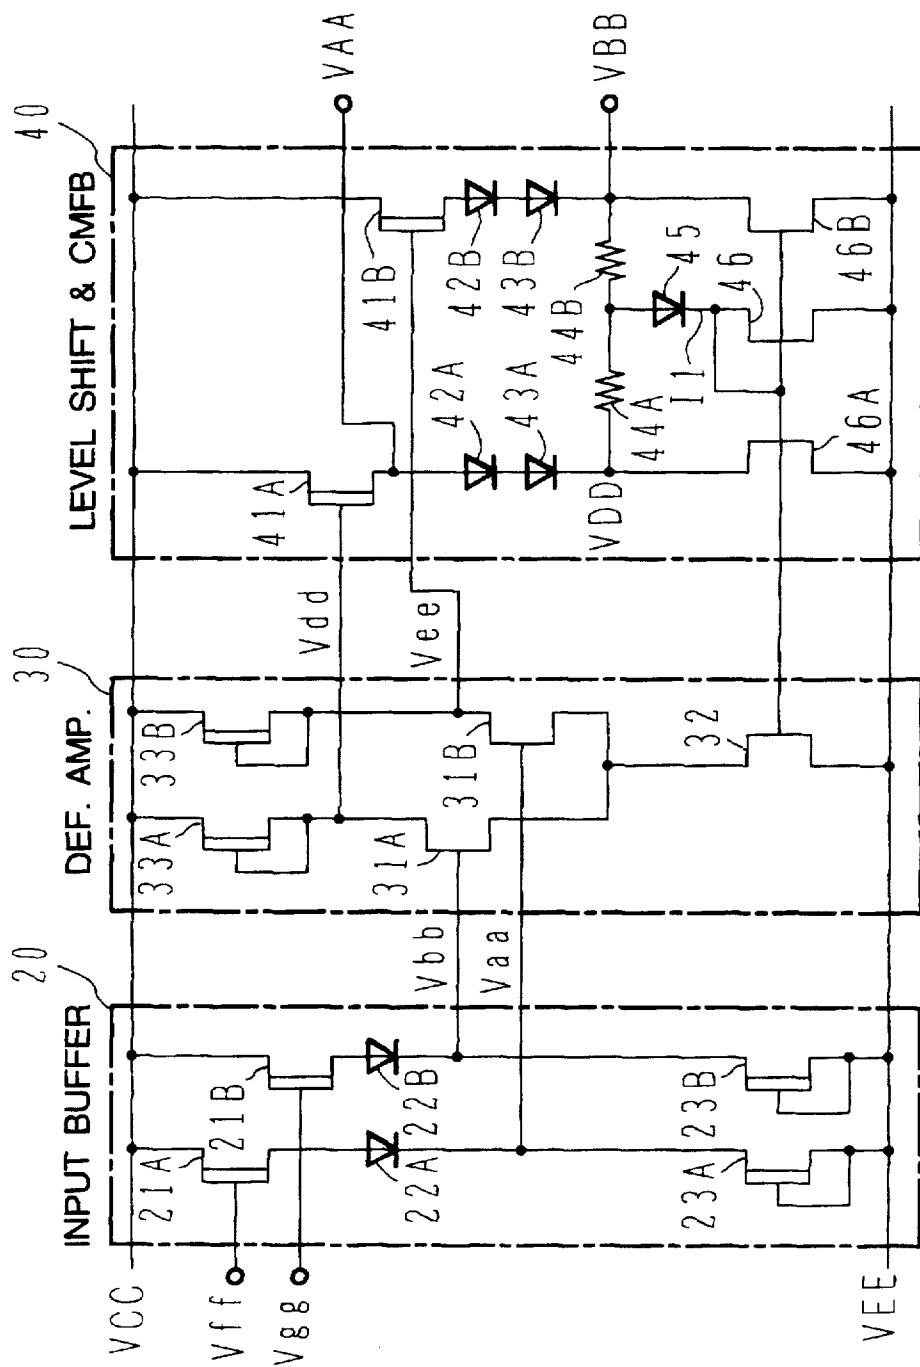 INPUT BUFFER
20
DEF. AMP.
30
LEVEL SHIFT & CMFB
40
VCC
Vff
Vgg
VEE
21A
21B
22A
22B
23A
23B
Vbb
Vaa
33A
33B
31A
31B
32
Vdd
Vee
41A
41B
42A
42B
43A
43B
VDD
44A
44B
45
I1
46
46A
46B
VAA
VBB